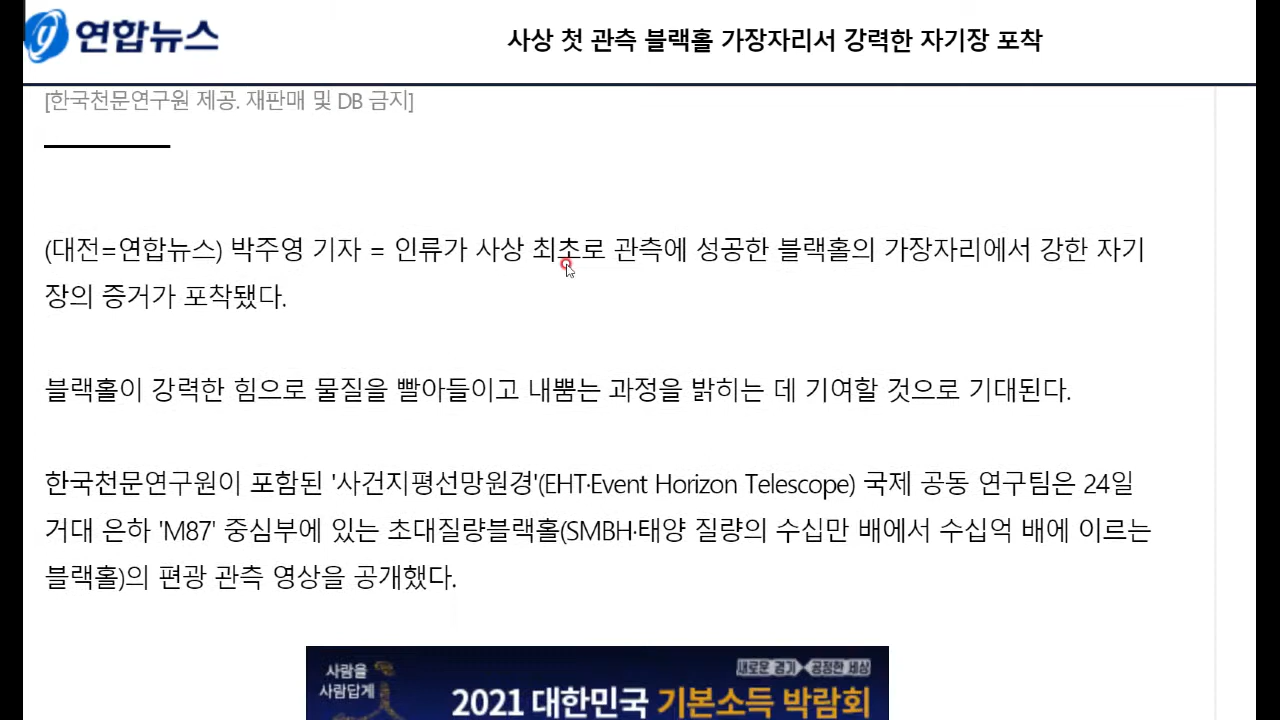 연합뉴스
사상 첫 관측 블랙홀 가장자리서 강력한 자기장 포착
[한국천문연구원 제공. 재판매 및 DB 금지]
(대전=연합뉴스) 박주영 기자 = 인류가 사상 최초로 관측에 성공한 블랙홀의 가장자리에서 강한 자기
장의 증거가 포착됐다.
블랙홀이 강력한 힘으로 물질을 빨아들이고 내뿜는 과정을 밝히는 데 기여할 것으로 기대된다.
한국천문연구원이 포함된 '사건지평선망원경'(EHT·Event Horizon Telescope) 국제 공동 연구팀은 24일
거대 은하 'M87' 중심부에 있는 초대질량블랙홀(SMBH·태양 질량의 수십만 배에서 수십억 배에 이르는
블랙홀)의 편광 관측 영상을 공개했다.
사람을
사람답게
새로운 경기 공정한 세상
2021 대한민국 기본소득 박람회